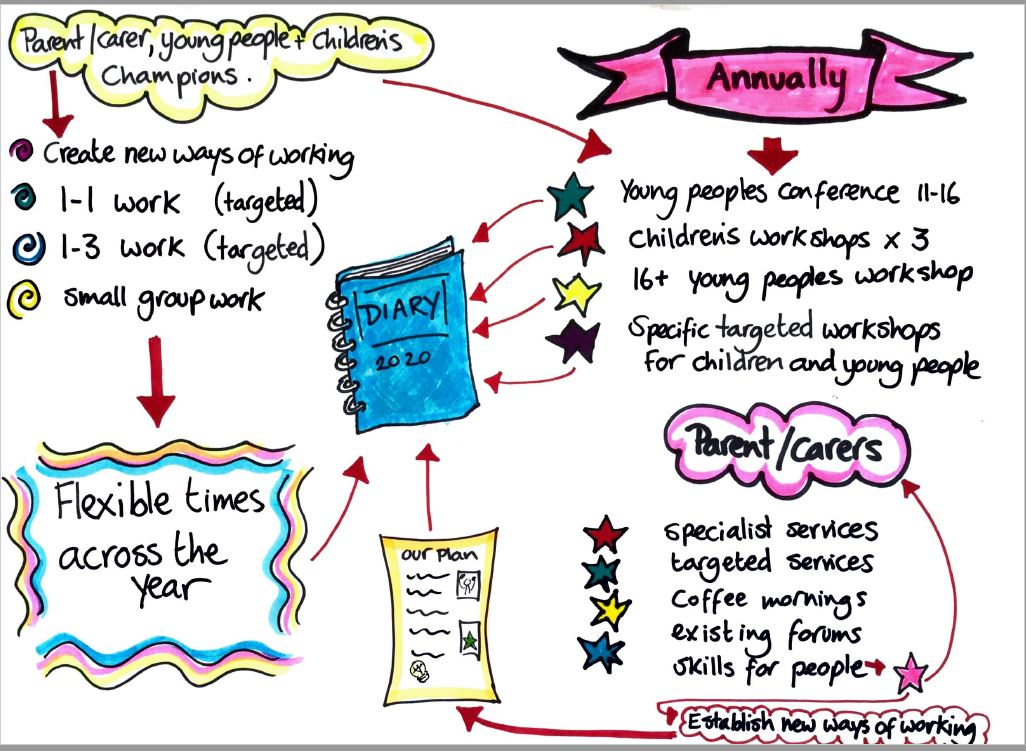 Parent/carer, young people + Children's
Champions.
Create new ways of working
1-1 work (targeted)
1-3 work (targeted)
small group work
Flexible times
across the
year
DIARY
2020
our plan
Annually
Young peoples Conference 11-16
Children's workshops x 3
16+ young peoples workshop
Specific targeted workshops
for children and young people
Parent/carers
specialist services
targeted services
Coffee mornings
existing forums
skills for people
Establish new ways of working